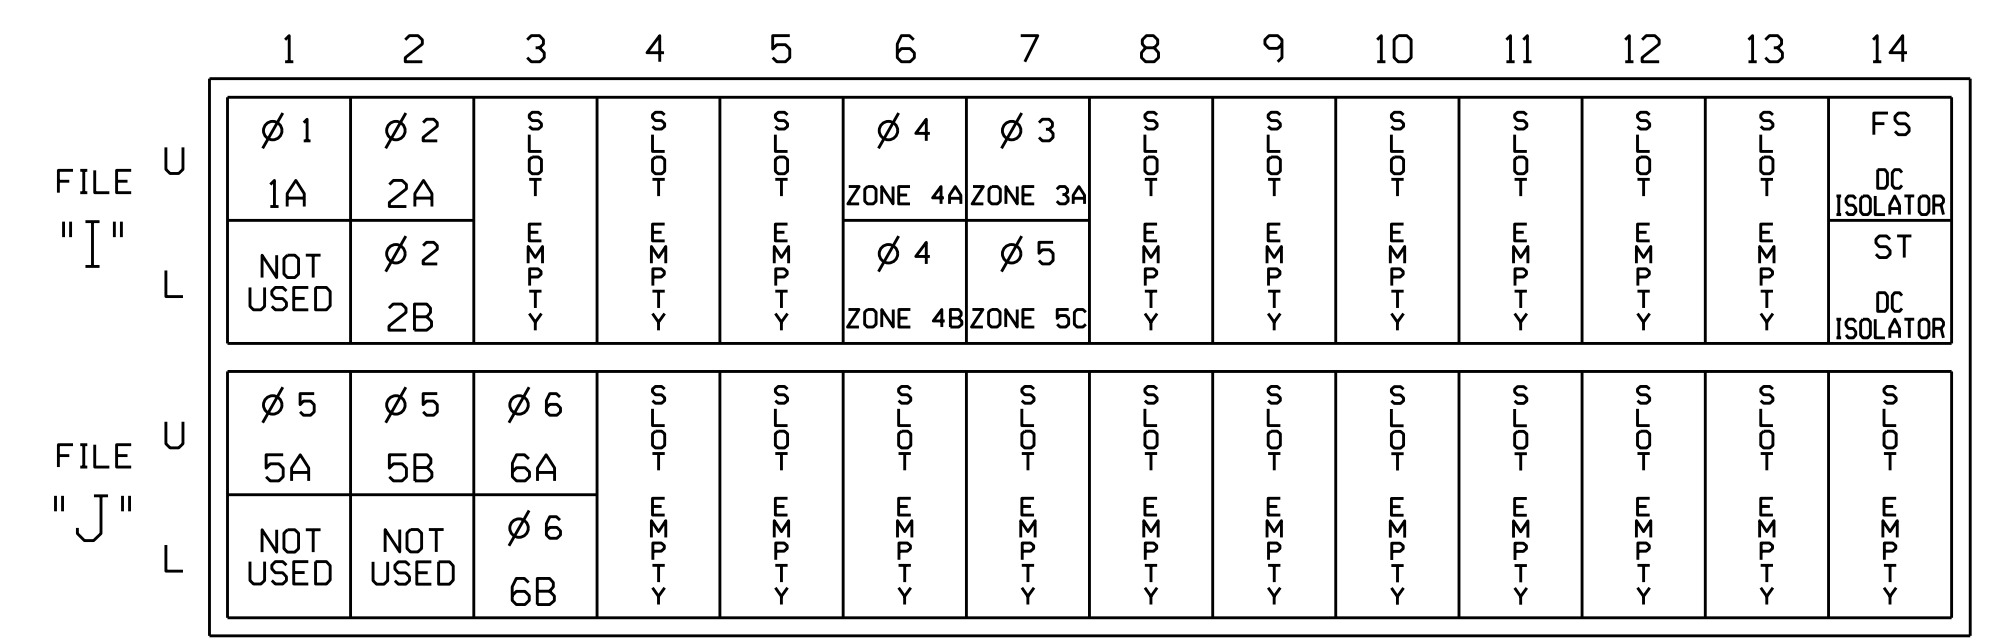 1 2 3 4 5 6 7 8 9 10 11 12 13 14
FILE "I"
U
L
Ø 1
1A
NOT
USED
Ø 2
2A
Ø 2
2B
SLOT EMPTY
SLOT EMPTY
SLOT EMPTY
Ø 4
ZONE 4A
Ø 4
ZONE 4B
Ø 3
ZONE 3A
Ø 5
ZONE 5C
SLOT EMPTY
SLOT EMPTY
SLOT EMPTY
SLOT EMPTY
SLOT EMPTY
SLOT EMPTY
FS
DC
ISOLATOR
ST
DC
ISOLATOR
FILE
"J"
U
L
Ø 5
5A
NOT
USED
Ø 5
5B
NOT
USED
Ø 6
6A
Ø 6
6B
SLOT EMPTY
SLOT EMPTY
SLOT EMPTY
SLOT EMPTY
SLOT EMPTY
SLOT EMPTY
SLOT EMPTY
SLOT EMPTY
SLOT EMPTY
SLOT EMPTY
SLOT EMPTY